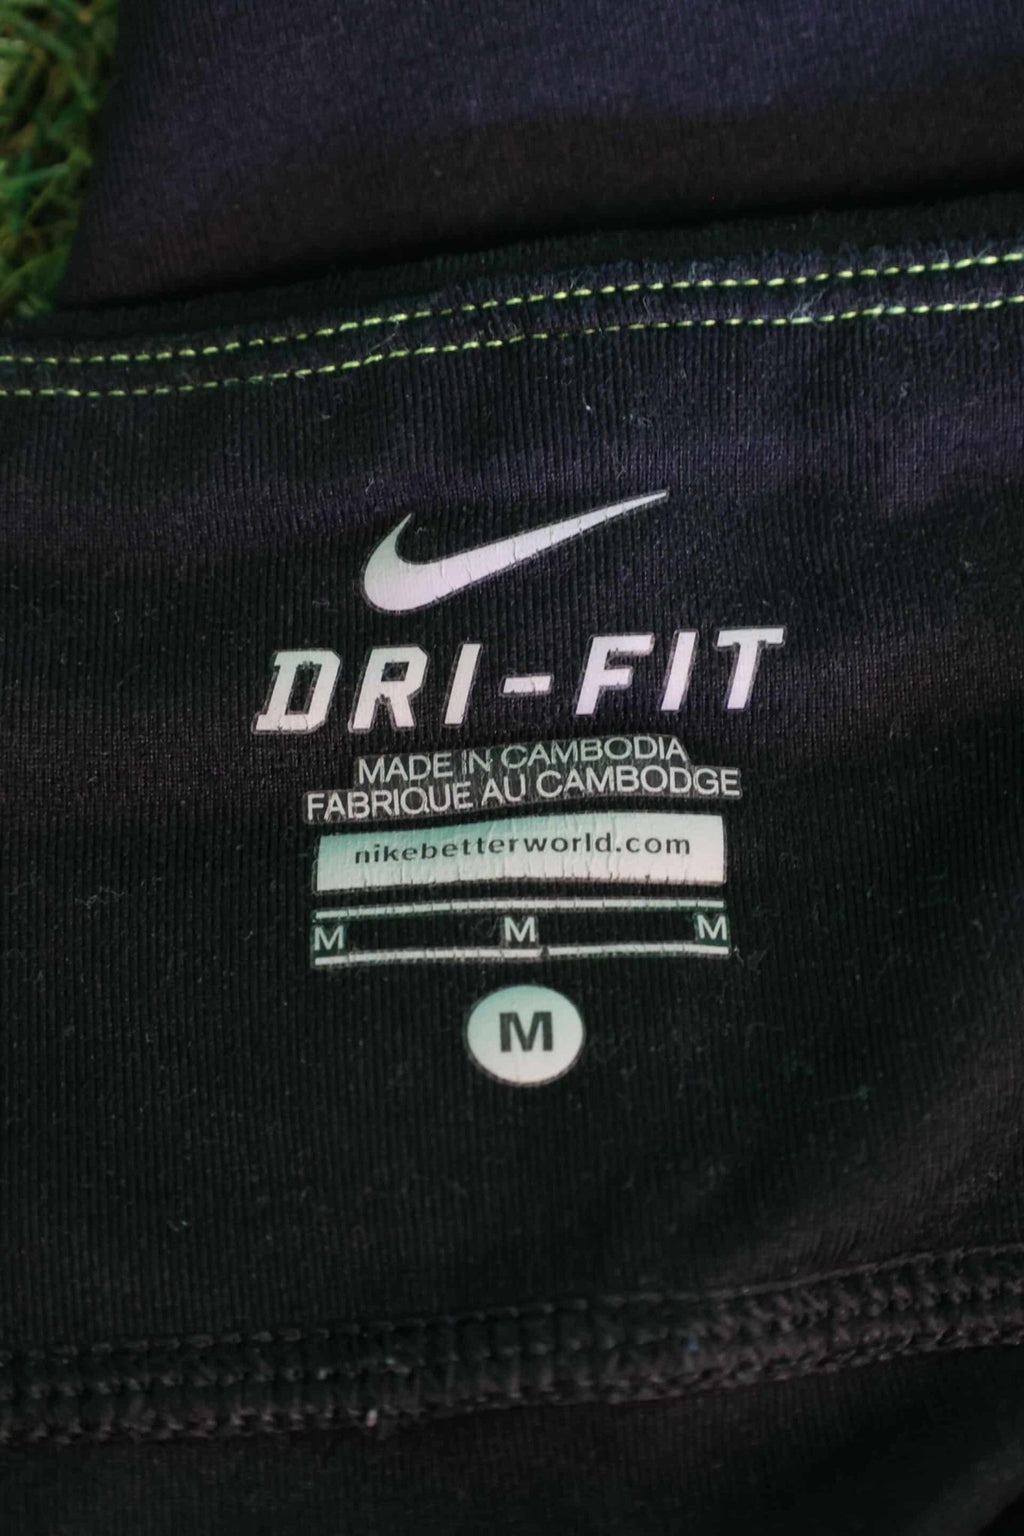 DRI-FIT
MADE IN CAMBODIA
FABRIQUE AU CAMBODGE
nikebetterworld.com
M M M
M